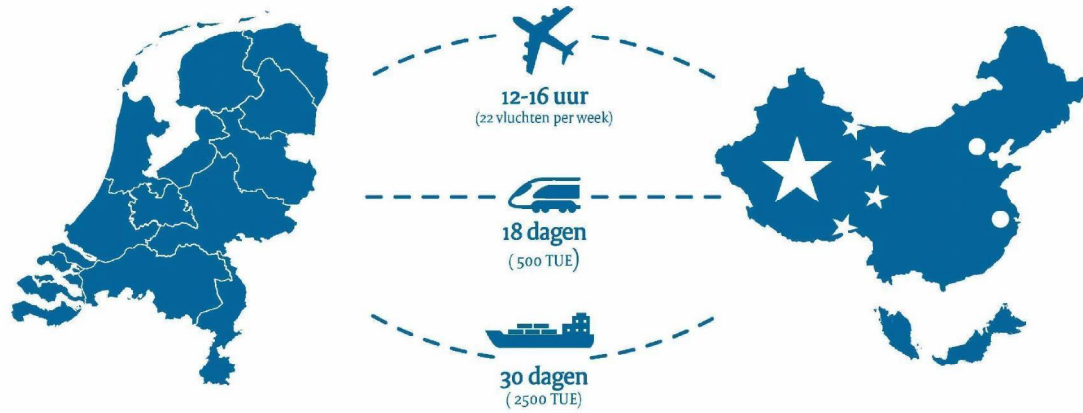 12-16 uur
(22 vluchten per week)
18 dagen
( 500 TUE)
30 dagen
( 2500 TUE)